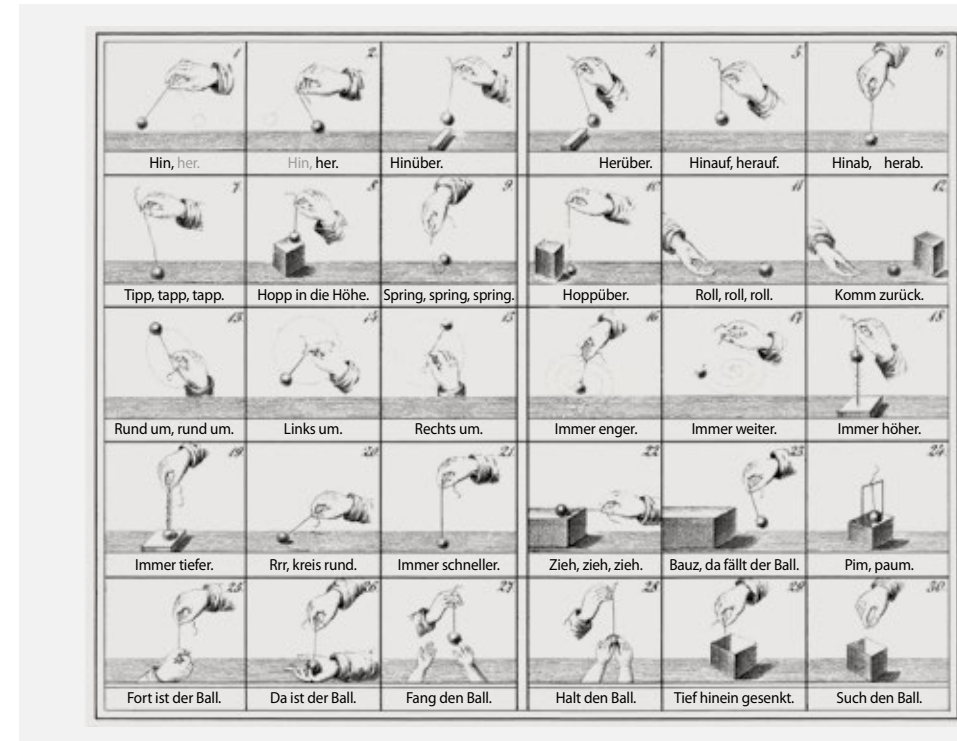 1 2 3 4 5 6
Hin, her. Hin, her. Hinüber. Herüber. Hinauf, herauf. Hinab, herab.
7 8 9 10 11 12
Tipp, tapp, tapp. Hopp in die Höhe. Spring, spring, spring. Hoppüber. Roll, roll, roll. Komm zurück.
13 14 15 16 17 18
Rund um, rund um. Links um. Rechts um. Immer enger. Immer weiter. Immer höher.
19 20 21 22 23 24
Immer tiefer. Rrr, kreis rund. Immer schneller. Zieh, zieh, zieh. Bauz, da fällt der Ball. Pim, paum.
25 26 27 28 29 30
Fort ist der Ball. Da ist der Ball. Fang den Ball. Halt den Ball. Tief hinein gesenkt. Such den Ball.